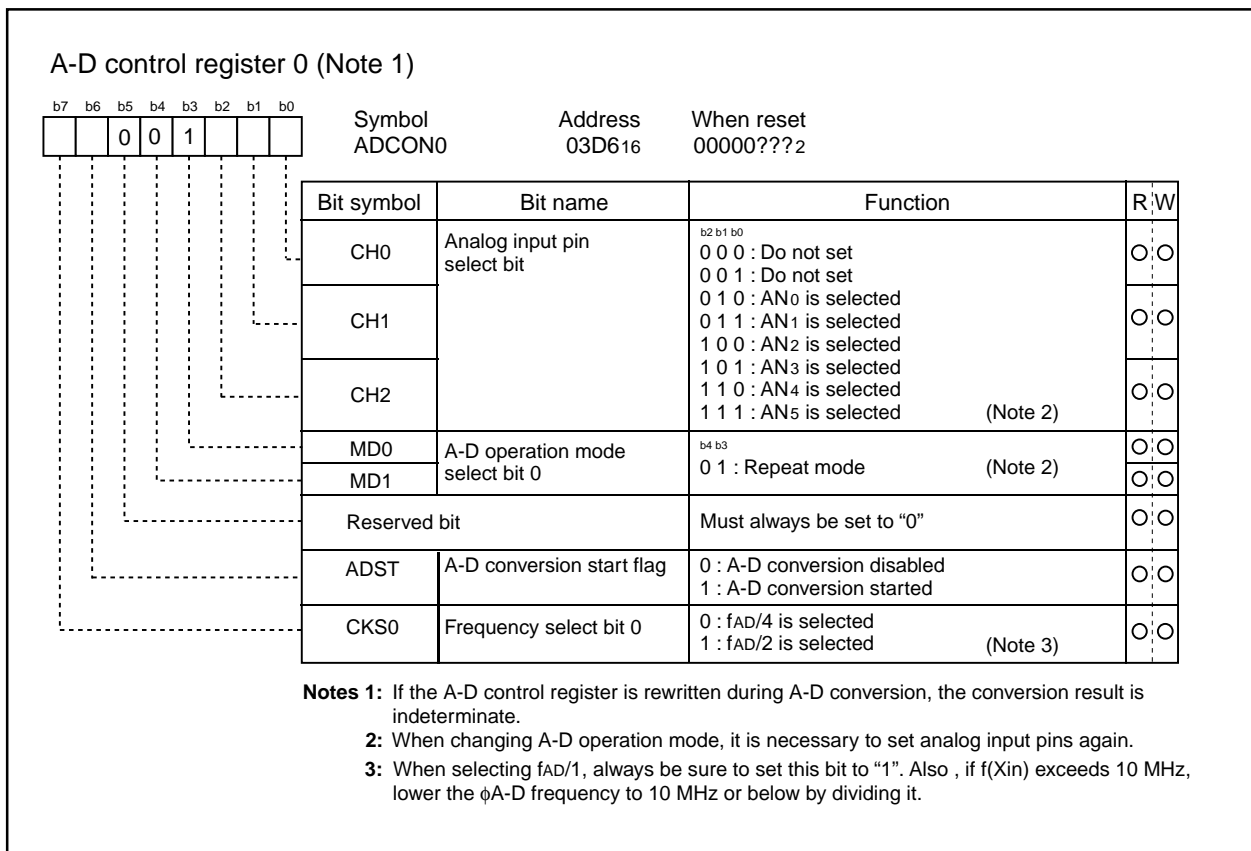 A-D control register 0 (Note 1)
b7 b6 b5 b4 b3 b2 b1 b0
0 0 1
Symbol Address When reset
ADCON0 03D616 00000???2
Bit symbol Bit name Function R W
CH0 Analog input pin
select bit
b2 b1 b0
0 0 0 : Do not set
0 0 1 : Do not set
0 1 0 : AN0 is selected
CH1 0 1 1 : AN1 is selected
1 0 0 : AN2 is selected
1 0 1 : AN3 is selected
CH2 1 1 0 : AN4 is selected
1 1 1 : AN5 is selected (Note 2)
MD0 A-D operation mode
select bit 0
b4 b3
0 1 : Repeat mode (Note 2)
MD1
Reserved bit Must always be set to “0”
ADST A-D conversion start flag 0 : A-D conversion disabled
1 : A-D conversion started
CKS0 Frequency select bit 0 0 : fAD/4 is selected
1 : fAD/2 is selected (Note 3)
Notes 1: If the A-D control register is rewritten during A-D conversion, the conversion result is
indeterminate.
2: When changing A-D operation mode, it is necessary to set analog input pins again.
3: When selecting fAD/1, always be sure to set this bit to “1”. Also , if f(Xin) exceeds 10 MHz,
lower the ϕA-D frequency to 10 MHz or below by dividing it.